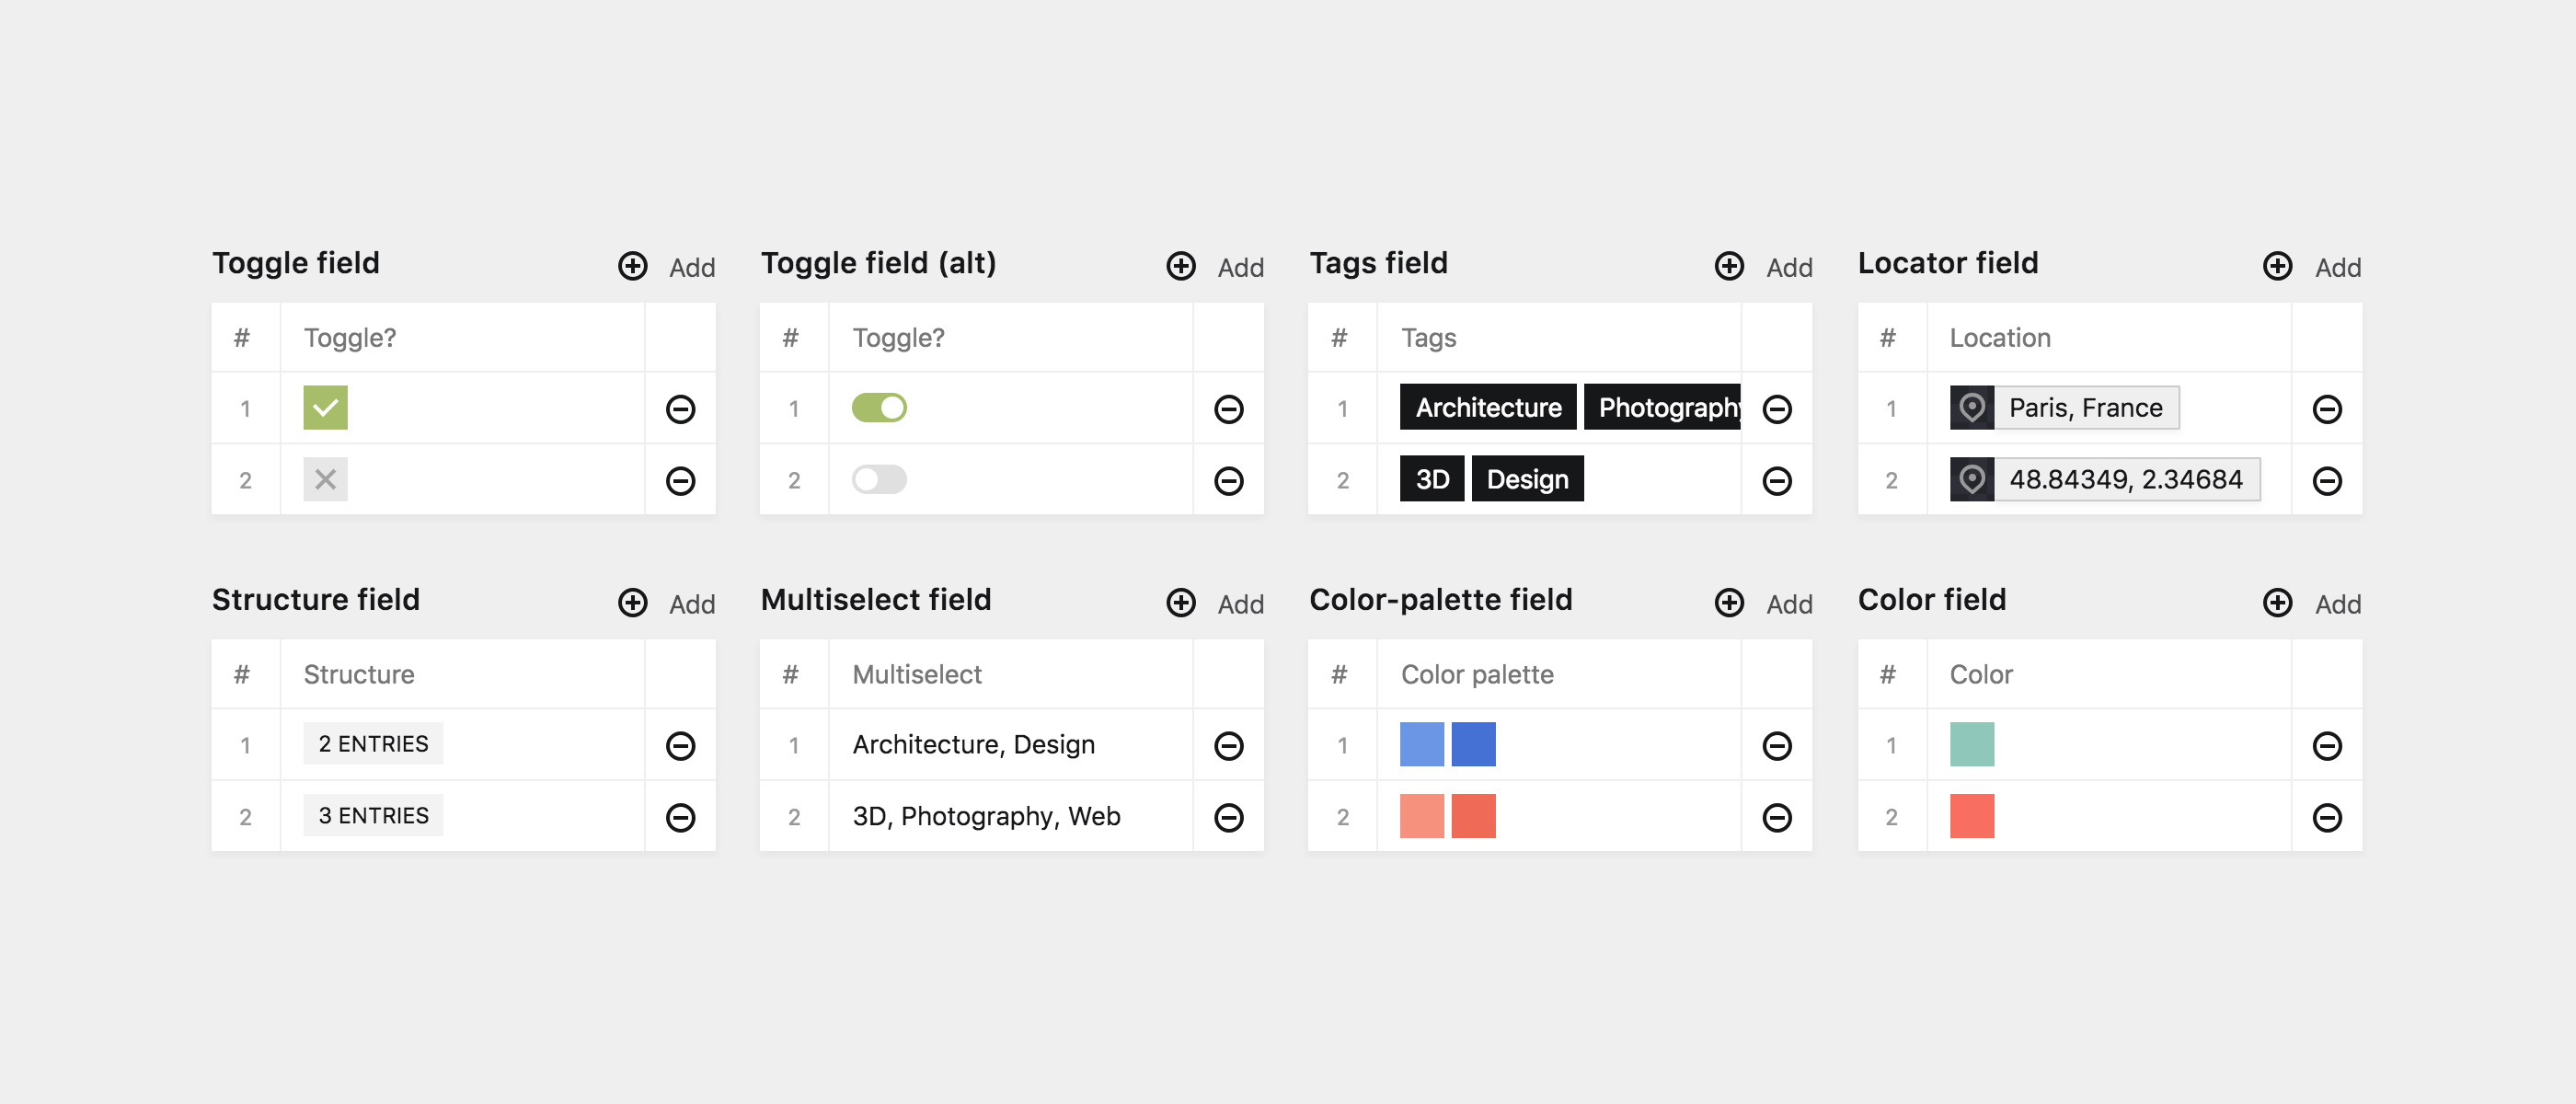 Toggle field Add
# Toggle?
1
2
Toggle field (alt) Add
# Toggle?
1
2
Tags field Add
# Tags
1 Architecture Photography
2 3D Design
Locator field Add
# Location
1 Paris, France
2 48.84349, 2.34684
Structure field Add
# Structure
1 2 ENTRIES
2 3 ENTRIES
Multiselect field Add
# Multiselect
1 Architecture, Design
2 3D, Photography, Web
Color-palette field Add
# Color palette
1
2
Color field Add
# Color
1
2